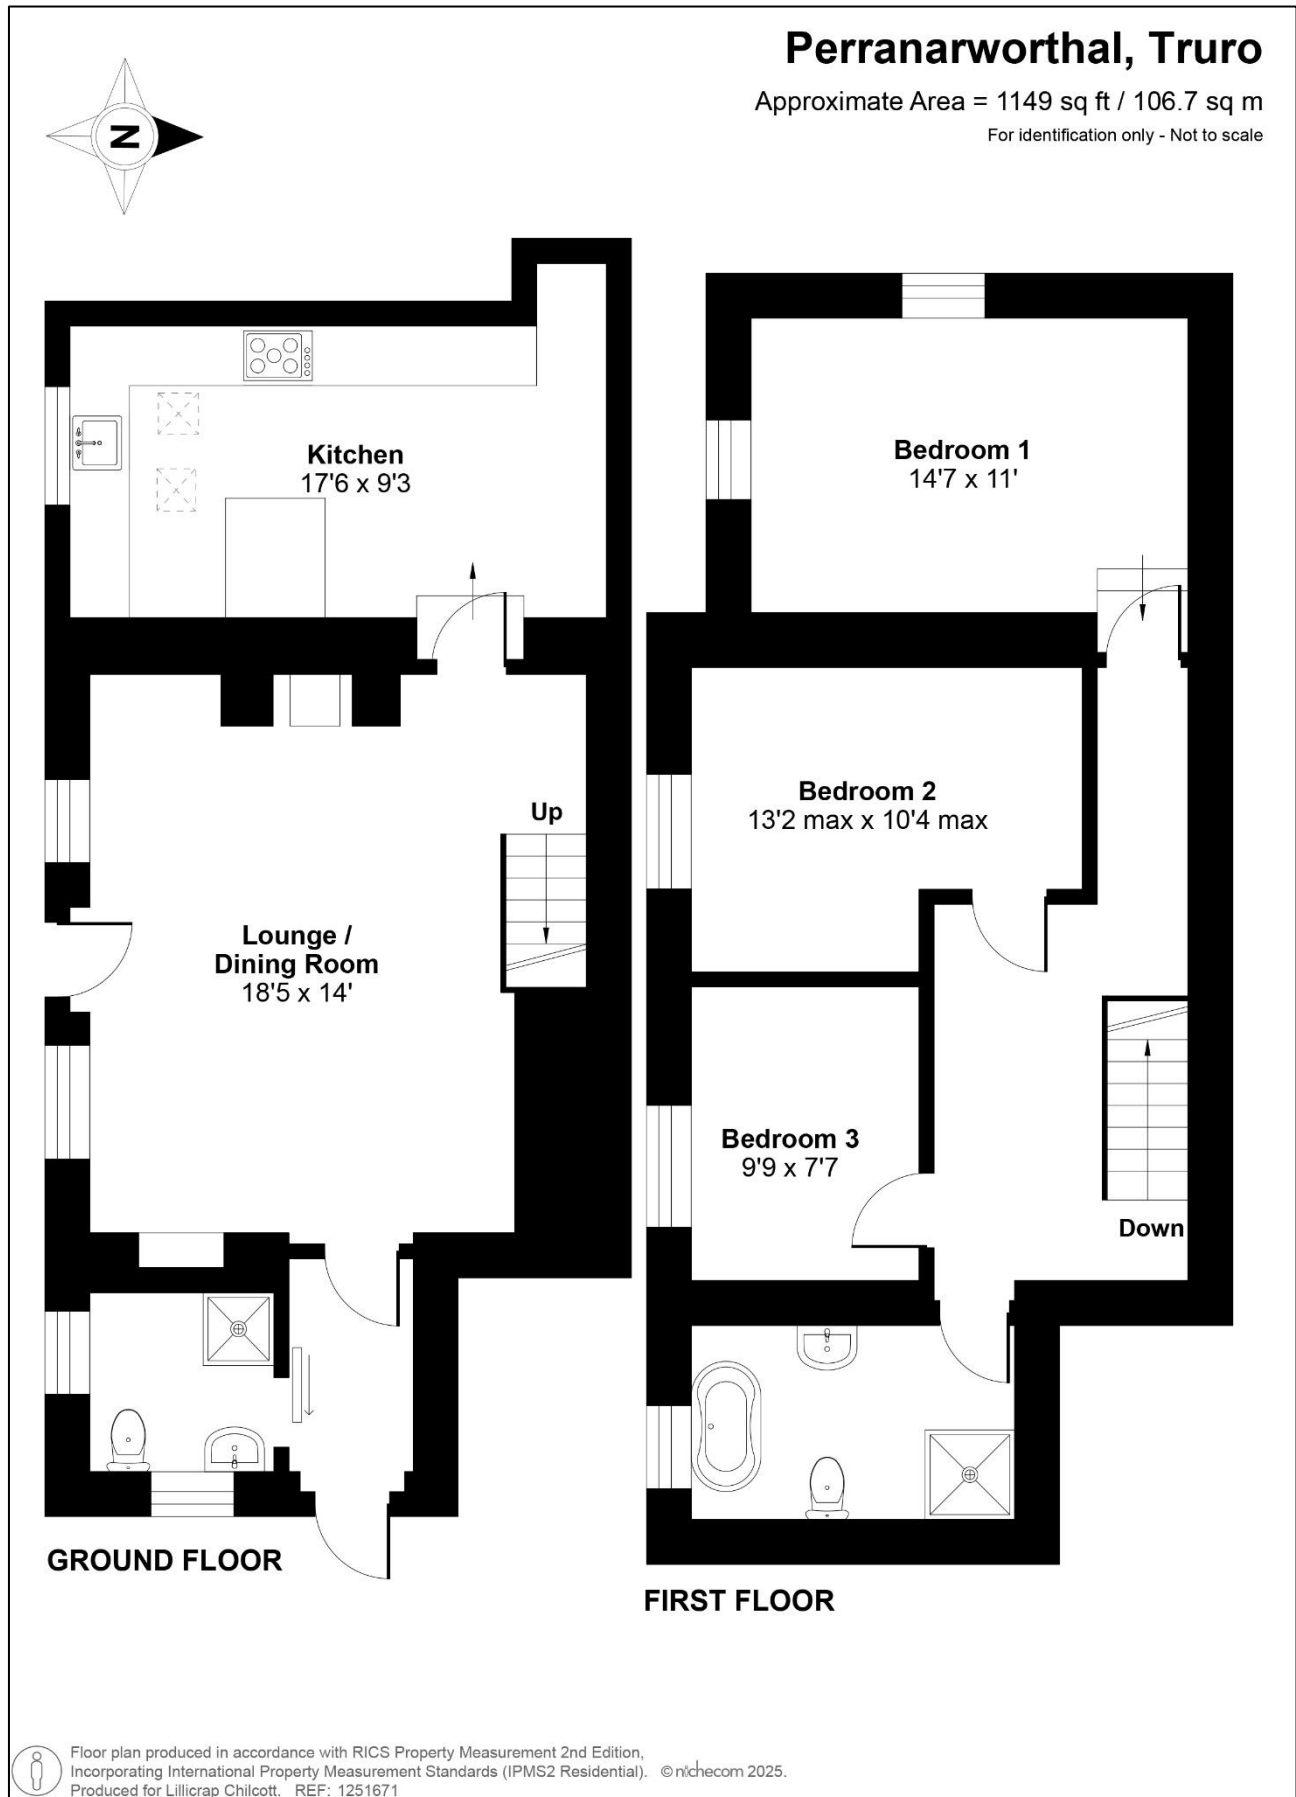 Perranarworthal, Truro
Approximate Area = 1149 sq ft / 106.7 sq m
For identification only - Not to scale
N
Kitchen
17'6 x 9'3
Bedroom 1
14'7 x 11'
Bedroom 2
13'2 max x 10'4 max
Up
Lounge /
Dining Room
18'5 x 14'
Bedroom 3
9'9 x 7'7
Down
GROUND FLOOR
FIRST FLOOR
Floor plan produced in accordance with RICS Property Measurement 2nd Edition,
Incorporating International Property Measurement Standards (IPMS2 Residential). © nichecom 2025.
Produced for Lillicrap Chilcott. REF: 1251671